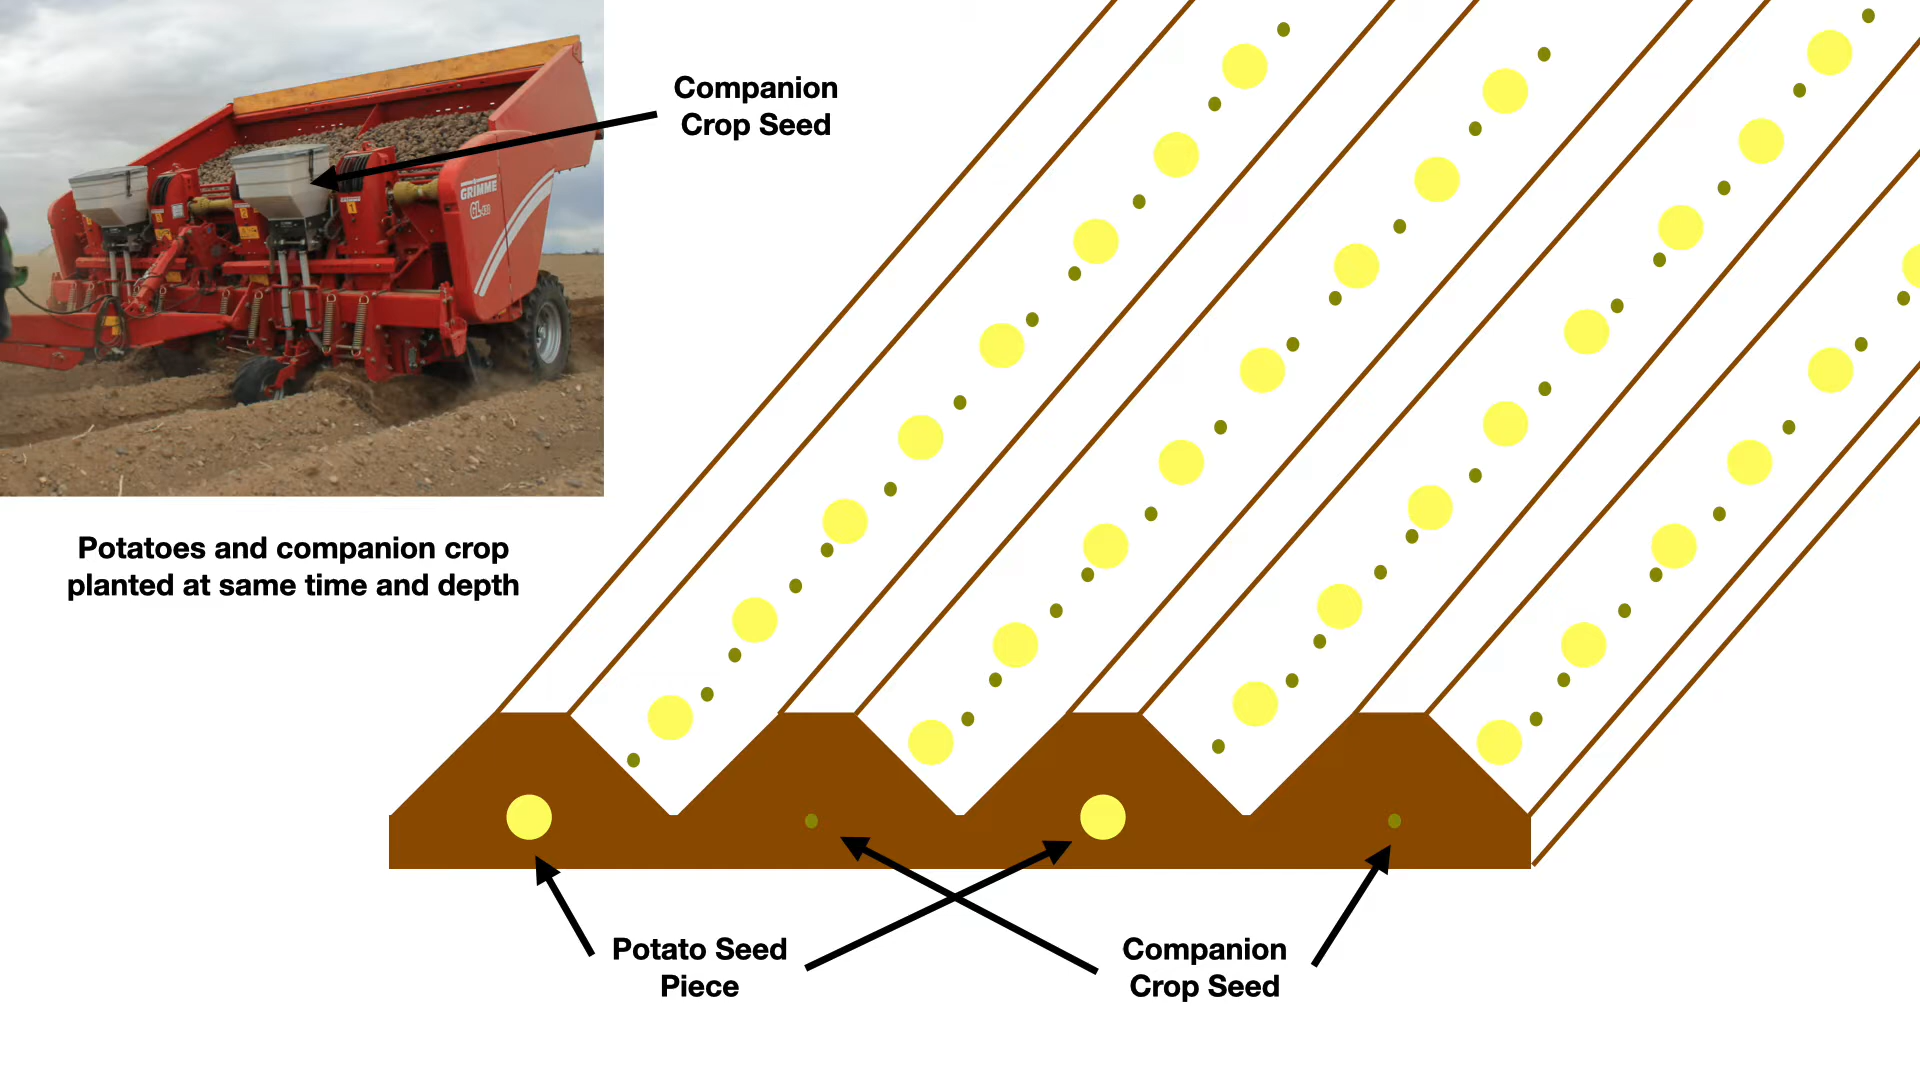 Companion
Crop Seed
GRIMME
Potatoes and companion crop
planted at same time and depth
Potato Seed
Piece
Companion
Crop Seed